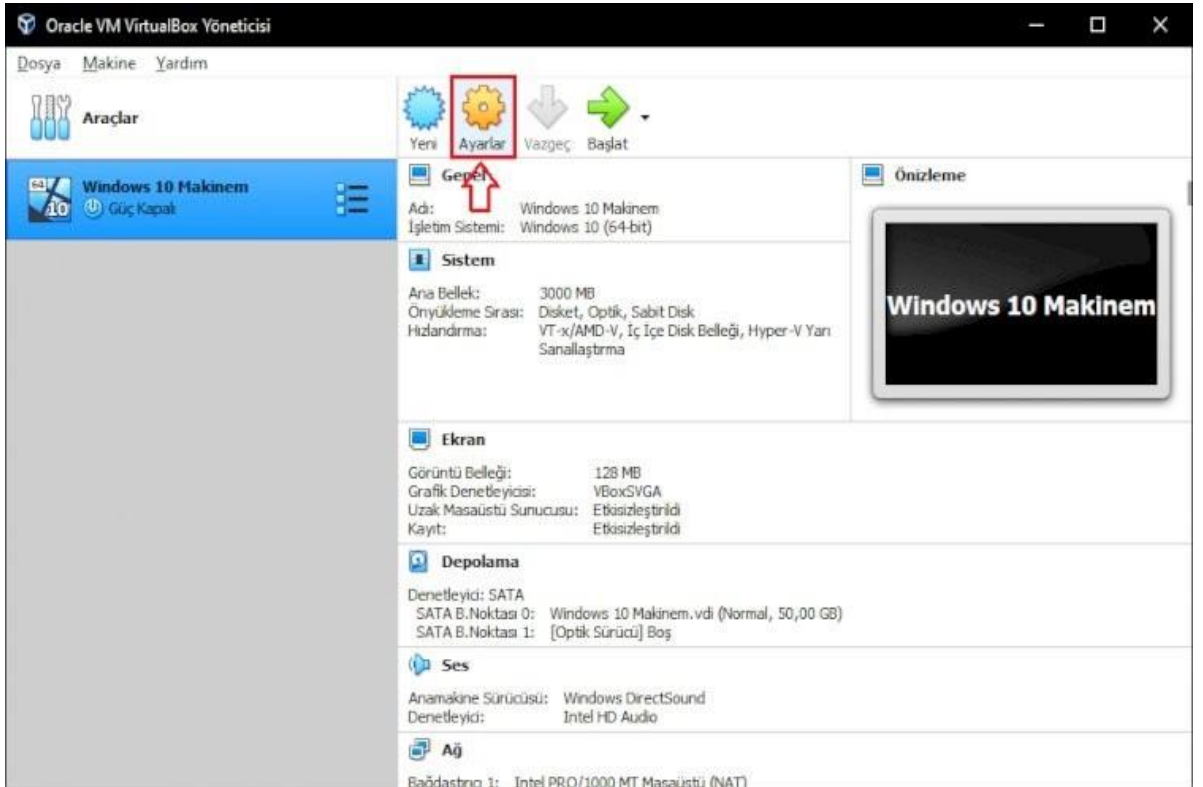 Oracle VM VirtualBox Yöneticisi
Dosya Makine Yardım
Araçlar
Yeni Ayarlar Vazgeç Başlat
64
10
Windows 10 Makinem
Güç Kapalı
Genel
Adı: Windows 10 Makinem
İşletim Sistemi: Windows 10 (64-bit)
Önizleme
Windows 10 Makinem
Sistem
Ana Bellek: 3000 MB
Önyükleme Sırası: Disket, Optik, Sabit Disk
Hızlandırma: VT-x/AMD-V, İç İçe Disk Belleği, Hyper-V Yarı
Sanallaştırma
Ekran
Görüntü Belleği: 128 MB
Grafik Denetleyicisi: VBoxSVGA
Uzak Masaüstü Sunucusu: Etkisizleştirildi
Kayıt: Etkisizleştirildi
Depolama
Denetleyici: SATA
SATA B.Noktası 0: Windows 10 Makinem.vdi (Normal, 50,00 GB)
SATA B.Noktası 1: [Optik Sürücü] Boş
Ses
Anamakine Sürücüsü: Windows DirectSound
Denetleyici: Intel HD Audio
Ağ
Bağdaştırıcı 1: Intel PRO/1000 MT Masaüstü (NAT)